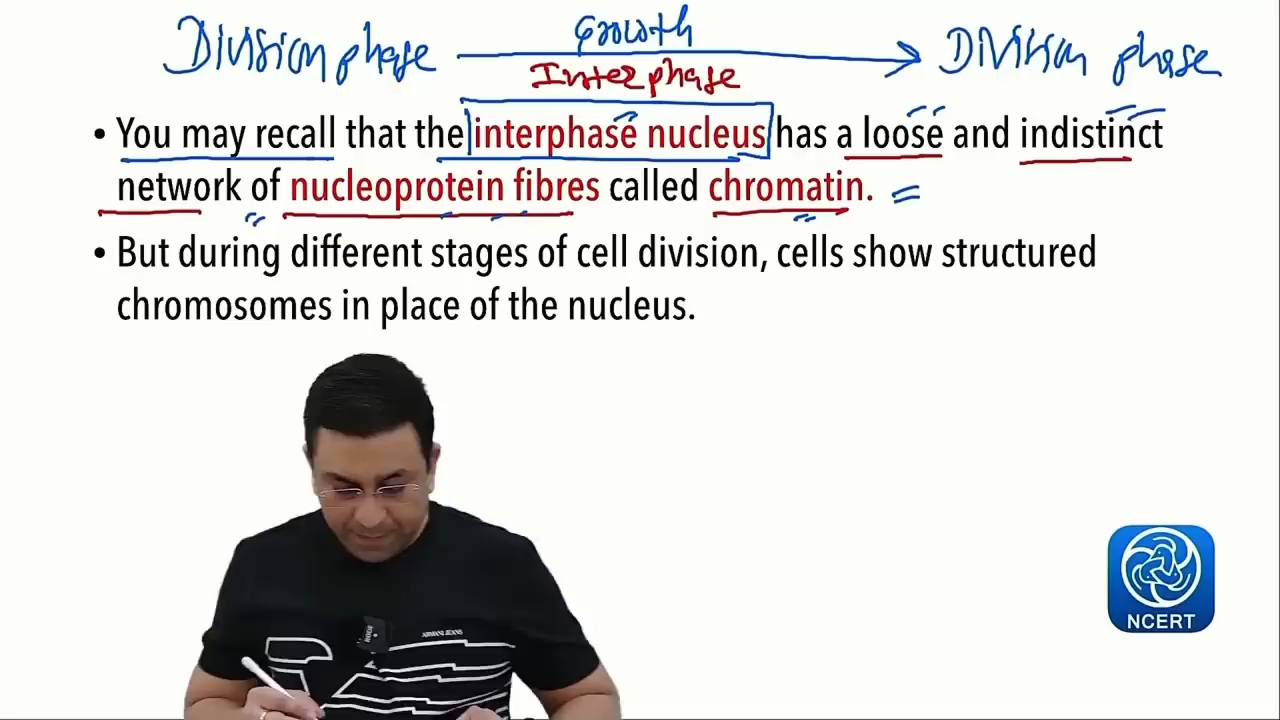 Division phase Growth Division phase
Interphase
• You may recall that the interphase nucleus has a loose and indistinct
network of nucleoprotein fibres called chromatin.
• But during different stages of cell division, cells show structured
chromosomes in place of the nucleus.
ARMANI JEANS
NCERT